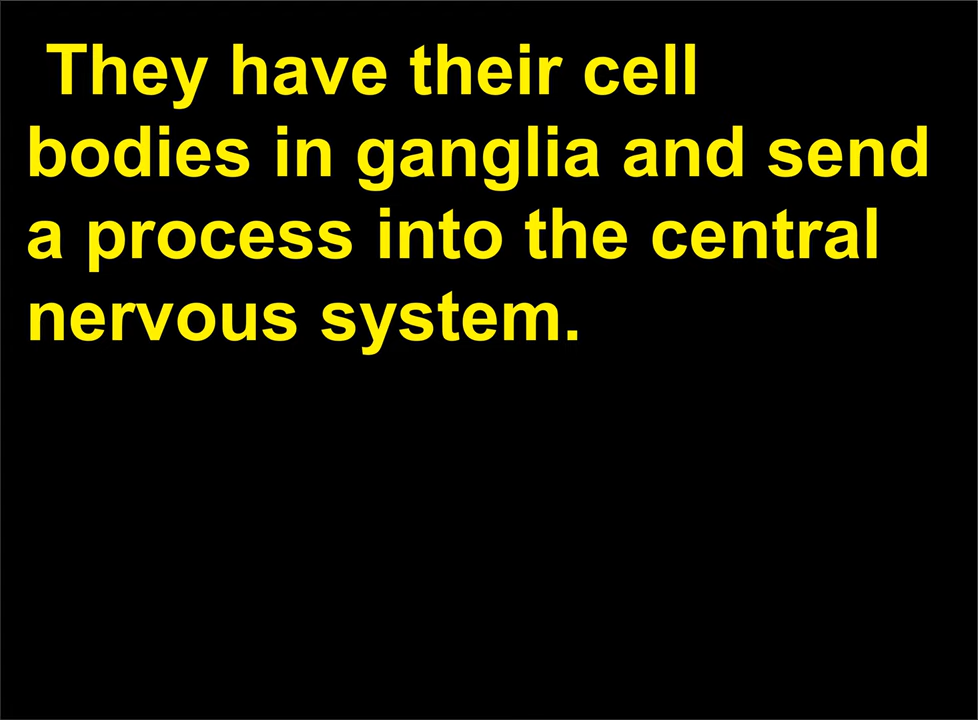 They have their cell
bodies in ganglia and send
a process into the central
nervous system.